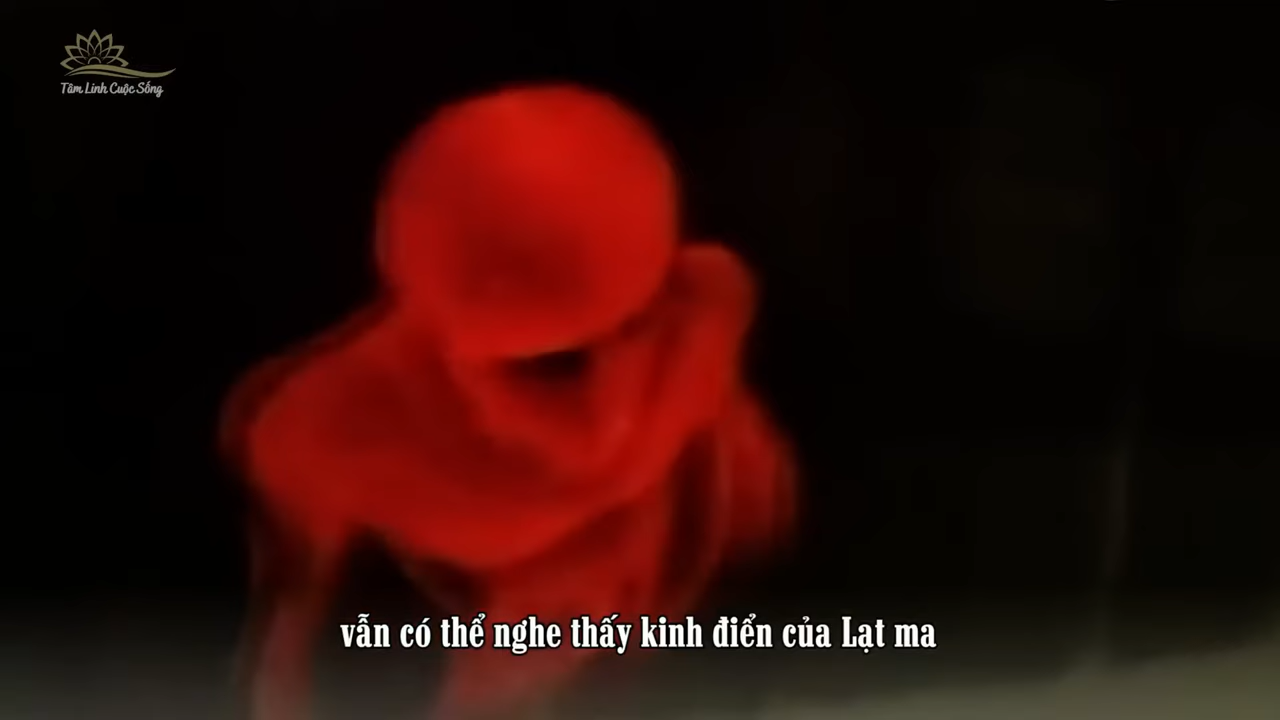 Tâm Linh Cuộc Sống
vẫn có thể nghe thấy kinh điển của Lạt ma